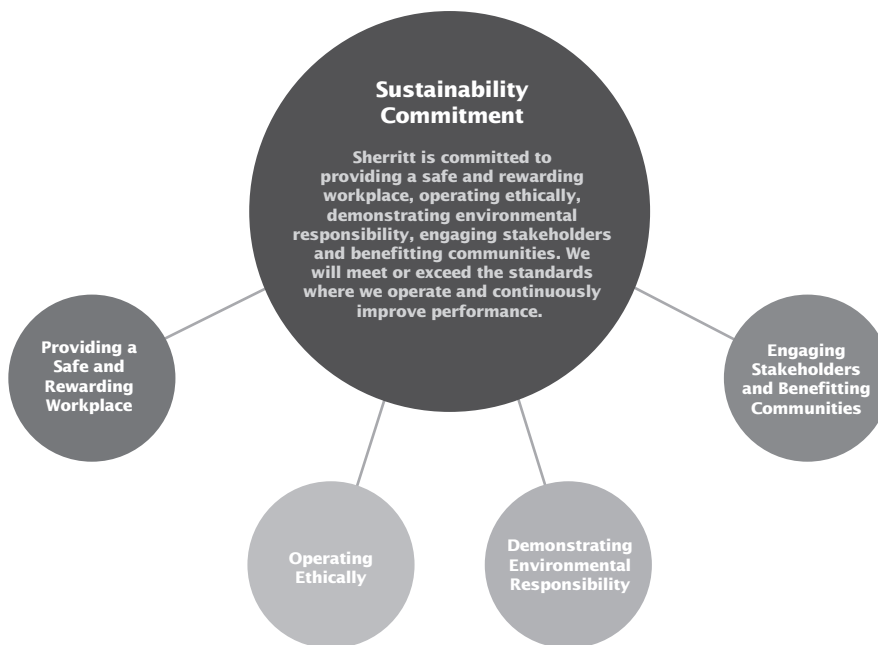 Sustainability
Commitment
Sherritt is committed to
providing a safe and rewarding
workplace, operating ethically,
demonstrating environmental
responsibility, engaging stakeholders
and benefitting communities. We
will meet or exceed the standards
where we operate and continuously
improve performance.
Providing a
Safe and
Rewarding
Workplace
Engaging
Stakeholders
and Benefitting
Communities
Operating
Ethically
Demonstrating
Environmental
Responsibility